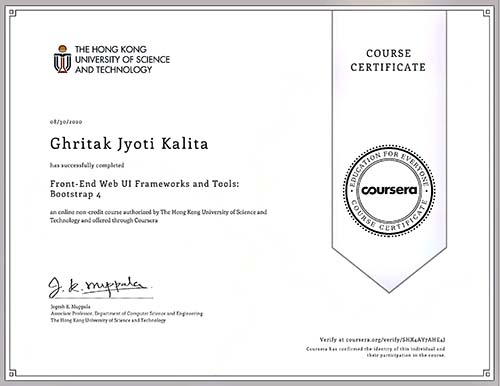 THE HONG KONG
UNIVERSITY OF SCIENCE
AND TECHNOLOGY
COURSE
CERTIFICATE
08/30/2020
Ghritak Jyoti Kalita
has successfully completed
Front-End Web UI Frameworks and Tools:
Bootstrap 4
an online non-credit course authorized by The Hong Kong University of Science and
Technology and offered through Coursera
EDUCATION FOR EVERYONE
coursera
COURSE CERTIFICATE
J. K. Muppala
Jogesh K. Muppala
Associate Professor, Department of Computer Science and Engineering
The Hong Kong University of Science and Technology
Verify at coursera.org/verify/SHX4AY7AHE4J
Coursera has confirmed the identity of this individual and
their participation in the course.